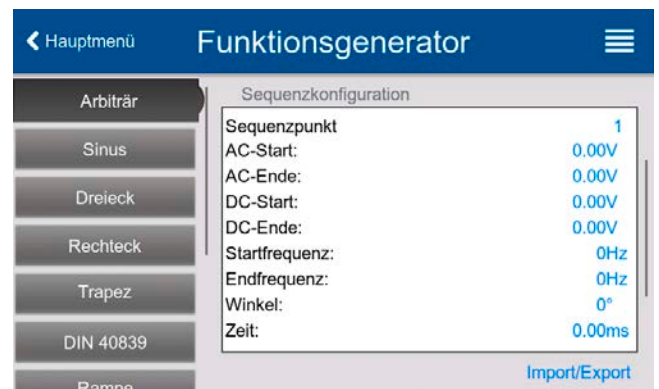 Hauptmenü
Funktionsgenerator
Arbiträr
Sinus
Dreieck
Rechteck
Trapez
DIN 40839
Rampe
Sequenzkonfiguration
Sequenzpunkt 1
AC-Start: 0.00V
AC-Ende: 0.00V
DC-Start: 0.00V
DC-Ende: 0.00V
Startfrequenz: 0Hz
Endfrequenz: 0Hz
Winkel: 0°
Zeit: 0.00ms
Import/Export